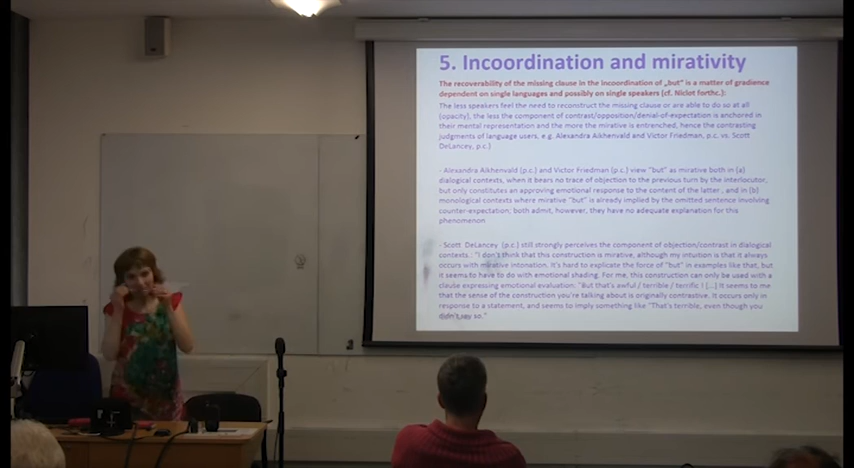 5. Incoordination and mirativity
The recoverability of the missing clause in the incoordination of „but" is a matter of gradience
dependent on single languages and possibly on single speakers (cf. Niclot forthc.):
The less speakers feel the need to reconstruct the missing clause or are able to do so at all
(opacity), the less the component of contrast/opposition/denial-of-expectation is anchored in
their mental representation and the more the mirative is entrenched, hence the contrasting
judgments of language users, e.g. Alexandra Aikhenvald and Victor Friedman, p.c. vs. Scott
DeLancey, p.c.)
- Alexandra Aikhenvald (p.c.) and Victor Friedman (p.c.) view "but" as mirative both in (a)
dialogical contexts, when it bears no trace of objection to the previous turn by the interlocutor,
but only constitutes an approving emotional response to the content of the latter , and in (b)
monological contexts where mirative "but" is already implied by the omitted sentence involving
counter-expectation; both admit, however, they have no adequate explanation for this
phenomenon
- Scott DeLancey (p.c.) still strongly perceives the component of objection/contrast in dialogical
contexts.: "I don't think that this construction is mirative, although my intuition is that it always
occurs with mirative intonation. It's hard to explicate the force of "but" in examples like that, but
it seems to have to do with emotional shading. For me, this construction can only be used with a
clause expressing emotional evaluation: "But that's awful / terrible / terrific ! [...] It seems to me
that the sense of the construction you're talking about is originally contrastive. It occurs only in
response to a statement, and seems to imply something like "That's terrible, even though you
didn't say so."